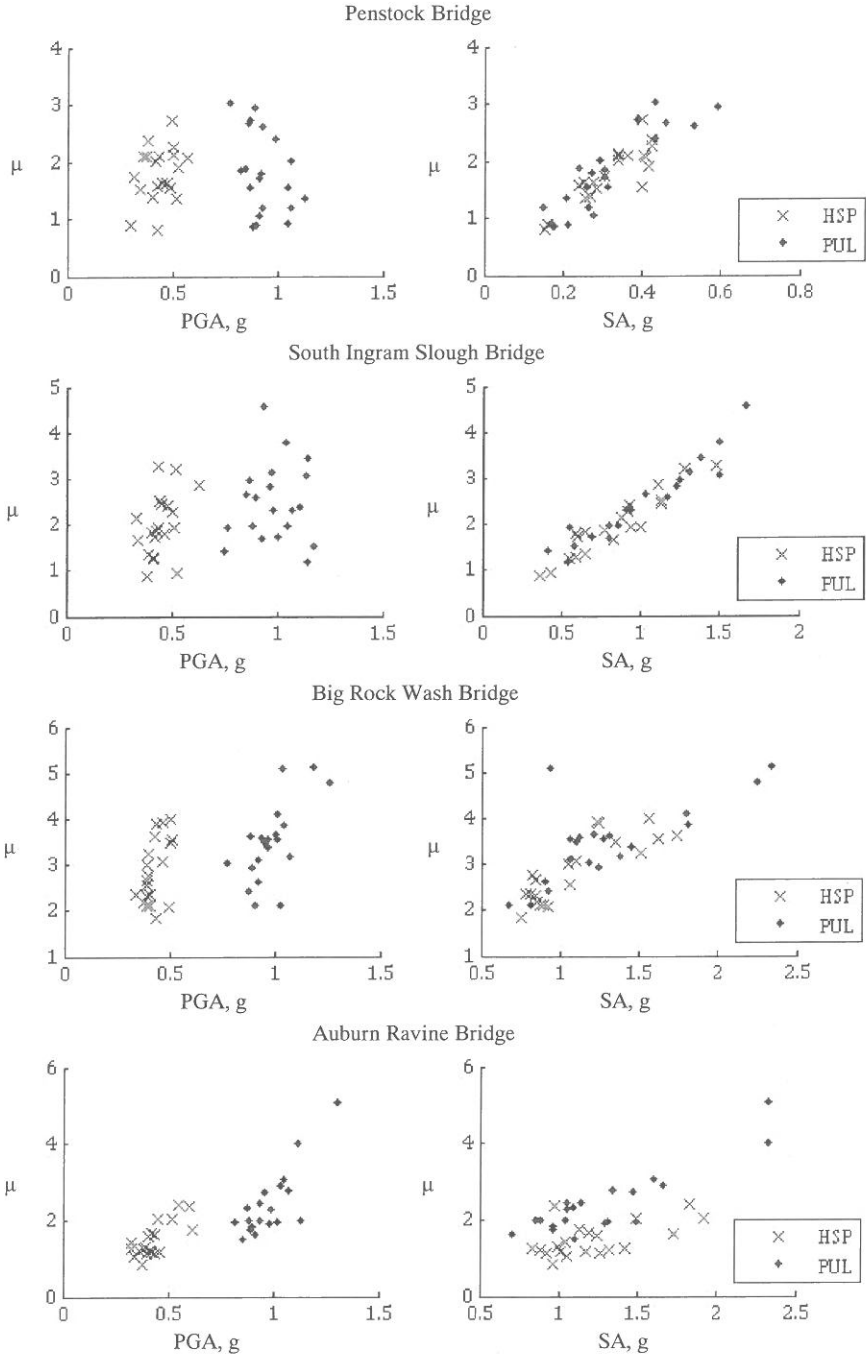 Penstock Bridge
4
3
2
1
0
μ
0
0.5
1
1.5
PGA, g
4
3
2
1
0
μ
0
0.2
0.4
0.6
0.8
SA, g
HSP
PUL
South Ingram Slough Bridge
5
4
3
2
1
0
μ
0
0.5
1
1.5
PGA, g
5
4
3
2
1
0
μ
0
0.5
1
1.5
2
SA, g
HSP
PUL
Big Rock Wash Bridge
6
5
4
3
2
1
μ
0
0.5
1
1.5
PGA, g
6
5
4
3
2
1
μ
0.5
1
1.5
2
2.5
SA, g
HSP
PUL
Auburn Ravine Bridge
6
4
2
0
μ
0
0.5
1
1.5
PGA, g
6
4
2
0
μ
0.5
1
1.5
2
2.5
SA, g
HSP
PUL